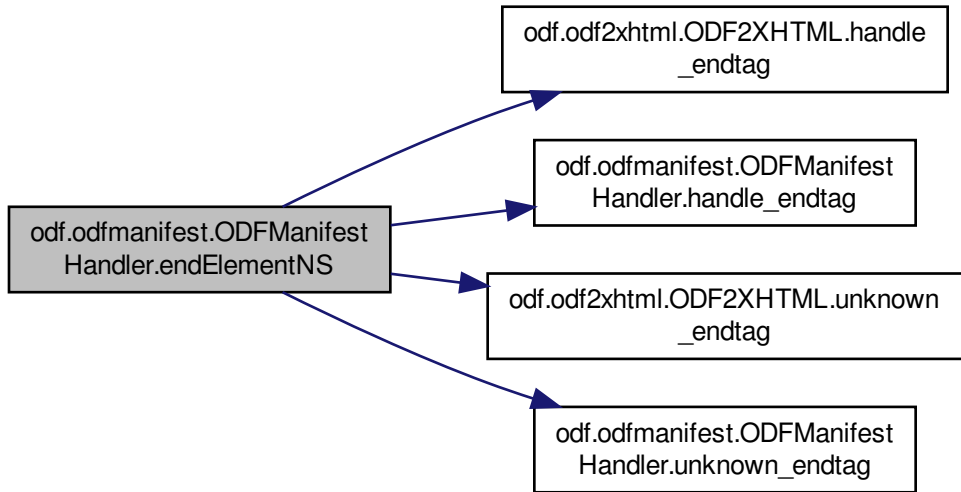 odf.odf2xhtml.ODF2XHTML.handle
_endtag
odf.odfmanifest.ODFManifest
Handler.handle_endtag
odf.odfmanifest.ODFManifest
Handler.endElementNS
odf.odf2xhtml.ODF2XHTML.unknown
_endtag
odf.odfmanifest.ODFManifest
Handler.unknown_endtag